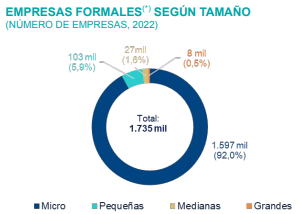 EMPRESAS FORMALES(*) SEGÚN TAMAÑO
(NÚMERO DE EMPRESAS, 2022)
103 mil
(5,9%)
27 mil
(1,6%)
8 mil
(0,5%)
Total:
1.735 mil
1.597 mil
(92,0%)
Micro Pequeñas Medianas Grandes